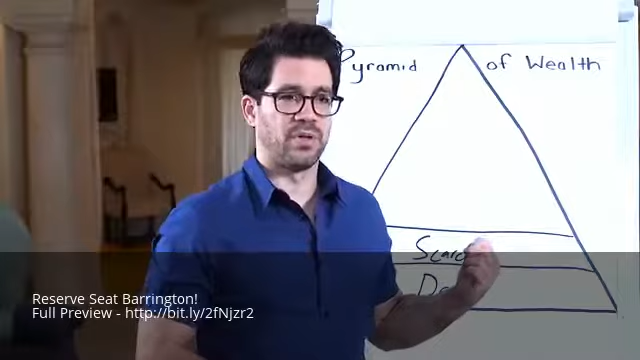 Pyramid of Wealth
Reserve Seat Barrington!
Full Preview - http://bit.ly/2fNjzr2